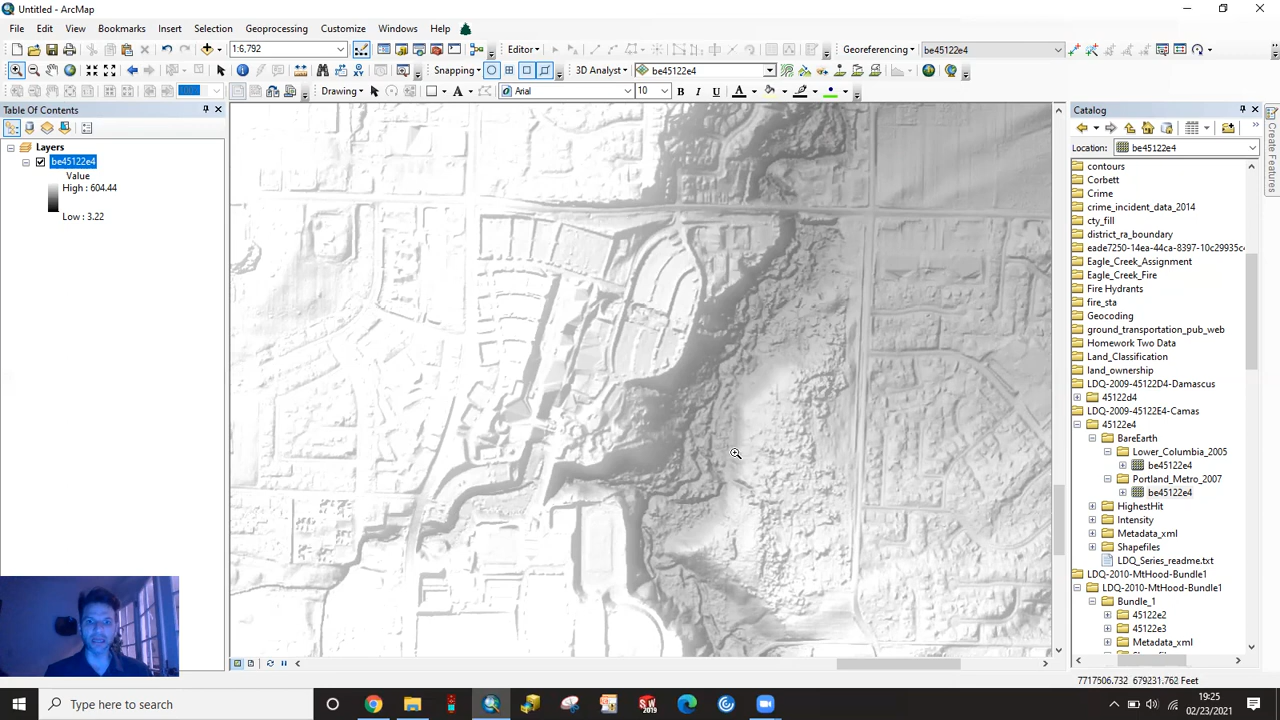 Untitled - ArcMap
File Edit View Bookmarks Insert Selection Geoprocessing Customize Windows Help
1:6,792
Editor
Georeferencing
be45122e4
Snapping
3D Analyst
be45122e4
Drawing
Arial
10
B I U A
Table Of Contents
Layers
be45122e4
Value
High : 604.44
Low : 3.22
Catalog
Location: be45122e4
contours
Corbett
Crime
crime_incident_data_2014
cty_fill
district_ra_boundary
eade7250-14ea-44ca-8397-10c29935c
Eagle_Creek_Assignment
Eagle_Creek_Fire
Fire Hydrants
fire_sta
Geocoding
ground_transportation_pub_web
Homework Two Data
Land_Classification
land_ownership
LDQ-2009-45122D4-Damascus
45122d4
LDQ-2009-45122E4-Camas
45122e4
BareEarth
Lower_Columbia_2005
be45122e4
Portland_Metro_2007
be45122e4
HighestHit
Intensity
Metadata_xml
Shapefiles
LDQ_Series_readme.txt
LDQ-2010-MtHood-Bundle1
LDQ-2010-MtHood-Bundle1
Bundle_1
45122e2
45122e3
Metadata_xml
Create Features
7717506.732 679231.762 Feet
Type here to search
19:25
02/23/2021